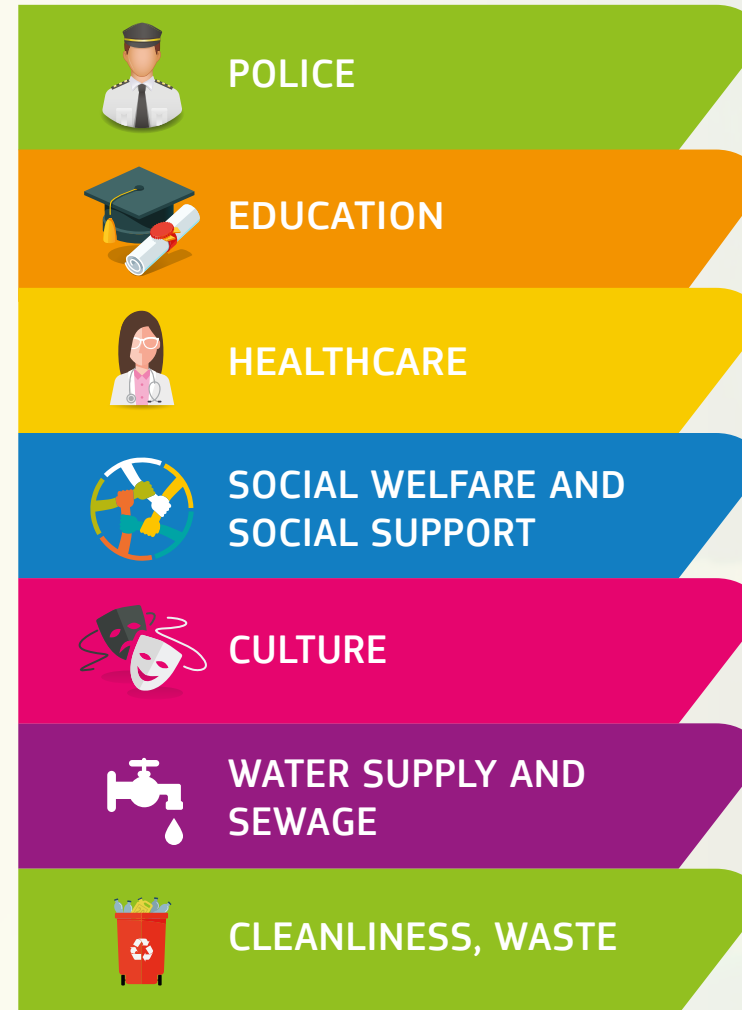 POLICE
EDUCATION
HEALTHCARE
SOCIAL WELFARE AND
SOCIAL SUPPORT
CULTURE
WATER SUPPLY AND
SEWAGE
CLEANLINESS, WASTE